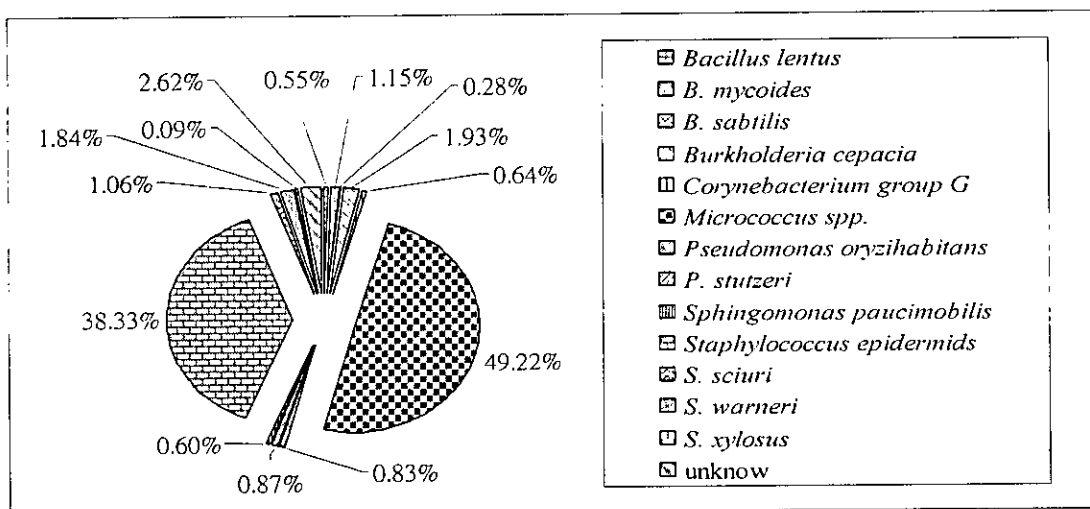 2.62%
0.55%
1.15%
0.28%
1.84%
0.09%
1.93%
1.06%
0.64%
38.33%
49.22%
0.60%
0.87%
0.83%
Bacillus lentus
B. mycoides
B. sabtilis
Burkholderia cepacia
Corynebacterium group G
Micrococcus spp.
Pseudomonas oryzihabitans
P. stutzeri
Sphingomonas paucimobilis
Staphylococcus epidermids
S. sciuri
S. warneri
S. xylosus
unknow